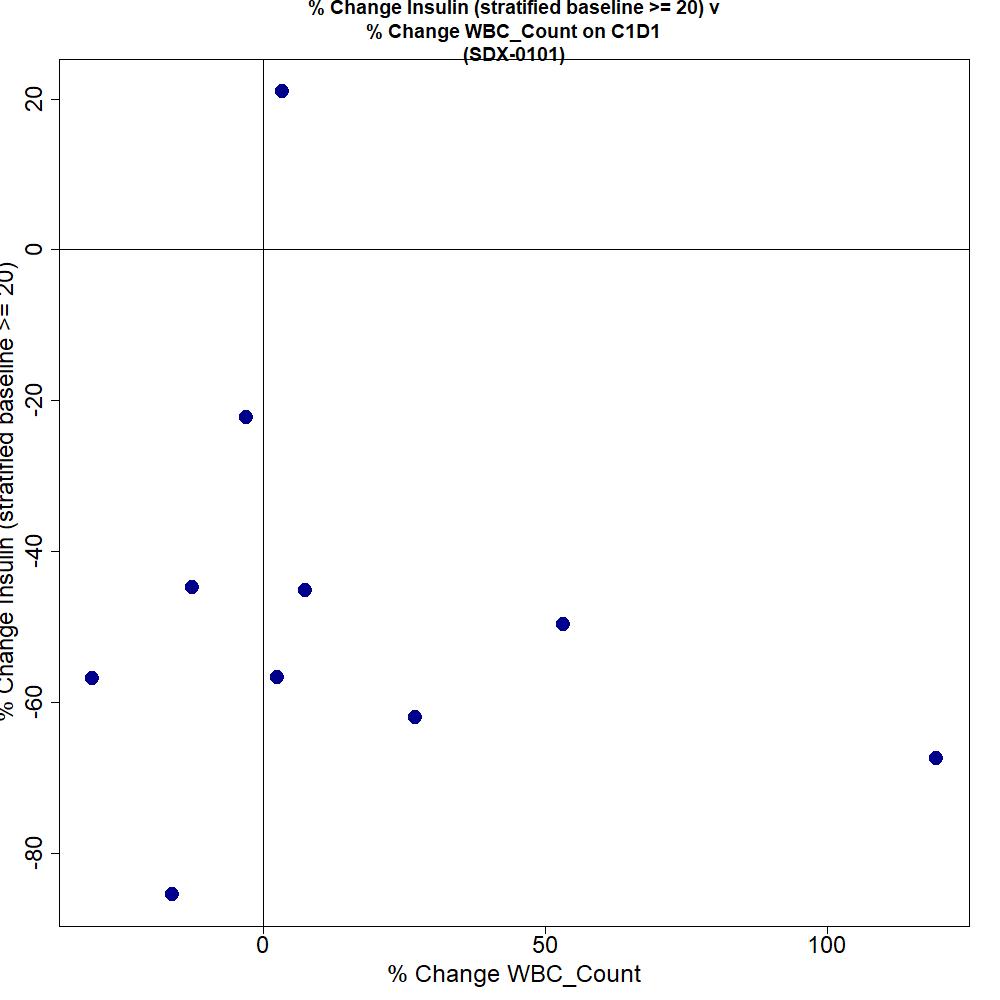 % Change Insulin (stratified baseline >= 20) v
% Change WBC_Count on C1D1
(SDX-0101)
20
0
-20
-40
-60
-80
% Change Insulin (stratified baseline >= 20)
0 50 100
% Change WBC_Count